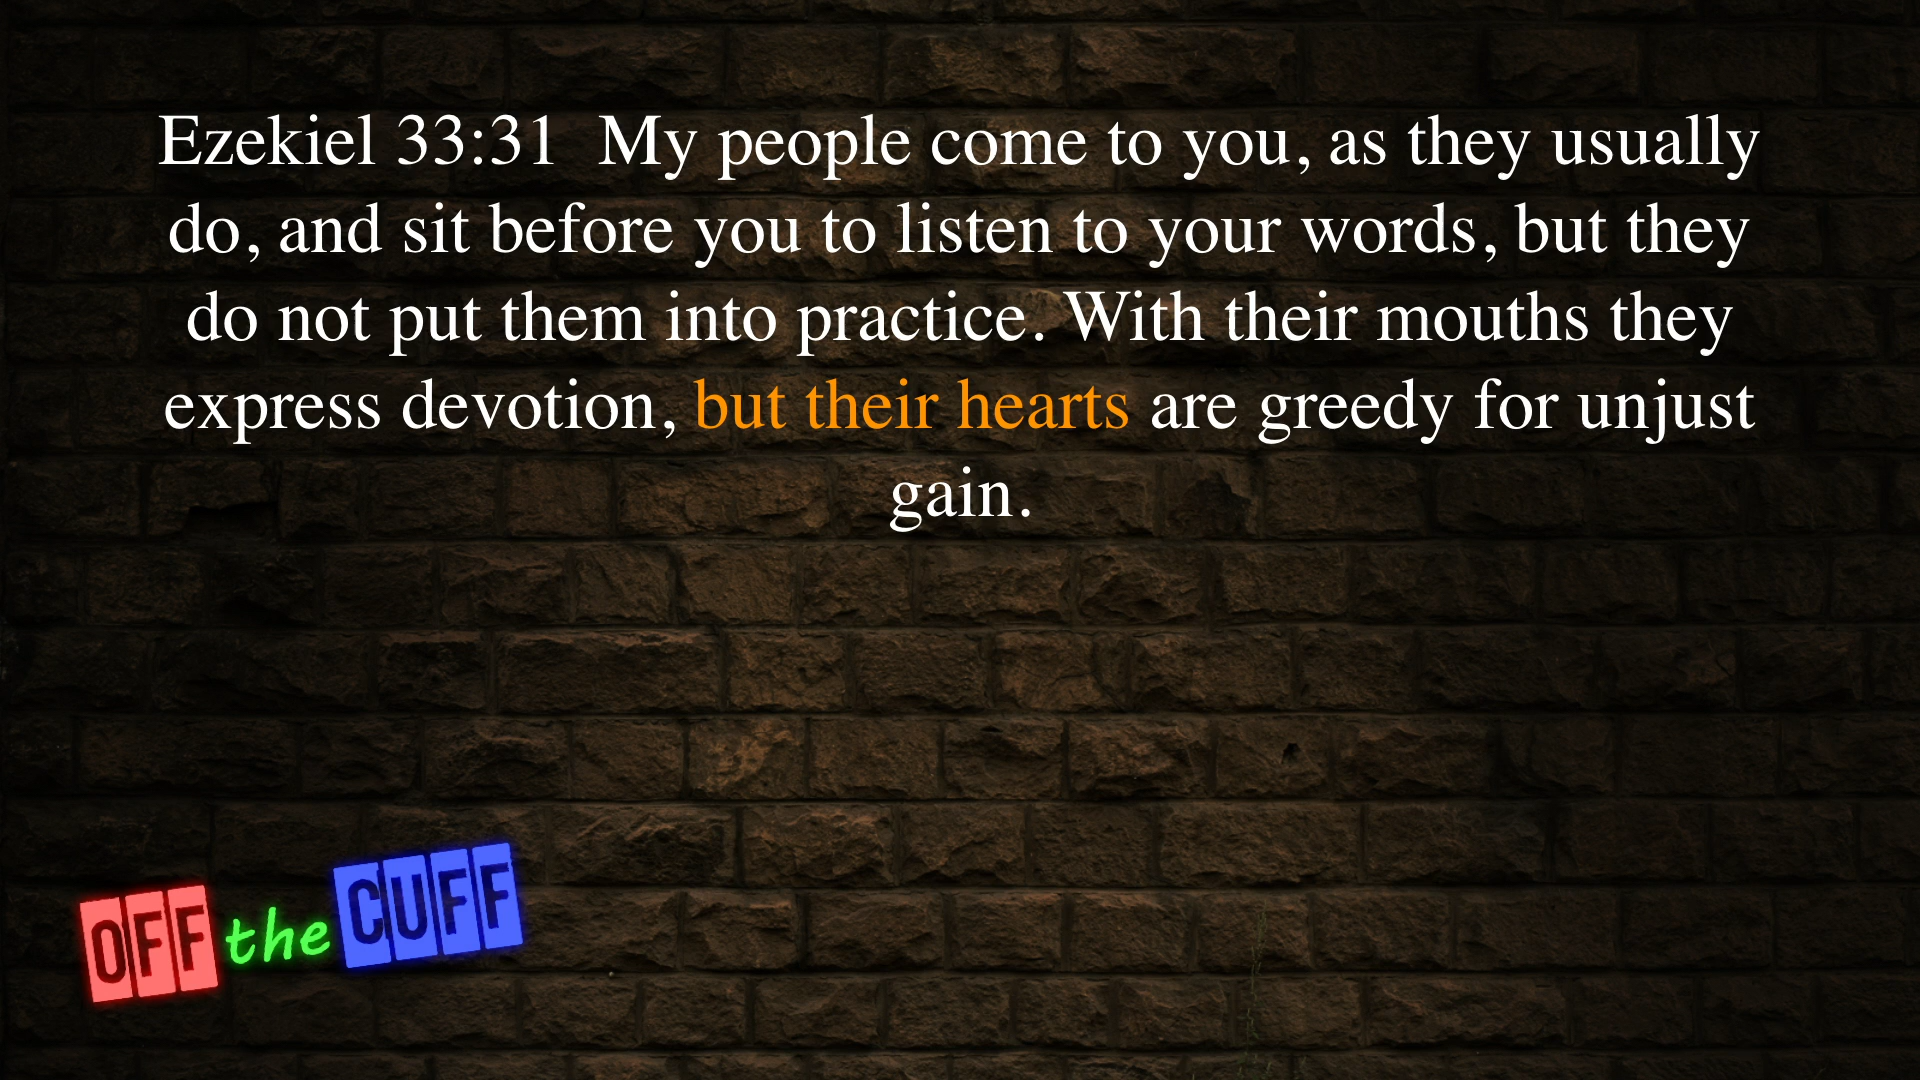 Ezekiel 33:31  My people come to you, as they usually
do, and sit before you to listen to your words, but they
do not put them into practice. With their mouths they
express devotion, but their hearts are greedy for unjust
gain.
OFF the CUFF